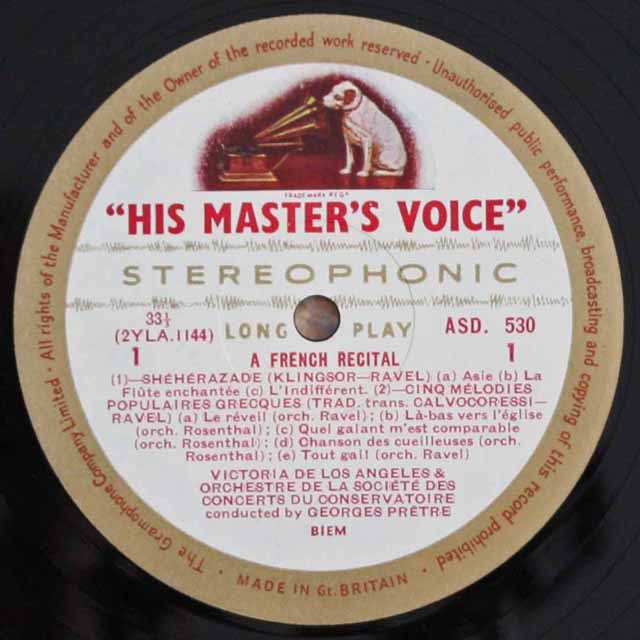 All rights of the Manufacturer and of the Owner of the recorded work reserved · Unauthorised public performance, broadcasting and copying of this record prohibited ·
TRADE MARK REGD
"HIS MASTER'S VOICE"
STEREOPHONIC
33⅓
(2YLA.1144) LONG PLAY ASD. 530
1 1
A FRENCH RECITAL
(1)—SHÉHÉRAZADE (KLINGSOR—RAVEL) (a) Asie (b) La
Flûte enchantée (c) L'Indifférent. (2)—CINQ MÉLODIES
POPULAIRES GRECQUES (TRAD. trans. CALVOCORESSI—
RAVEL) (a) Le réveil (orch. Ravel); (b) Là-bas vers l'église
(orch. Rosenthal); (c) Quel galant m'est comparable
(orch. Rosenthal); (d) Chanson des cueilleuses (orch.
Rosenthal); (e) Tout gai! (orch. Ravel)
VICTORIA DE LOS ANGELES &
ORCHESTRE DE LA SOCIÉTÉ DES
CONCERTS DU CONSERVATOIRE
conducted by GEORGES PRÊTRE
BIEM
The Gramophone Company Limited ·
· MADE IN Gt. BRITAIN ·